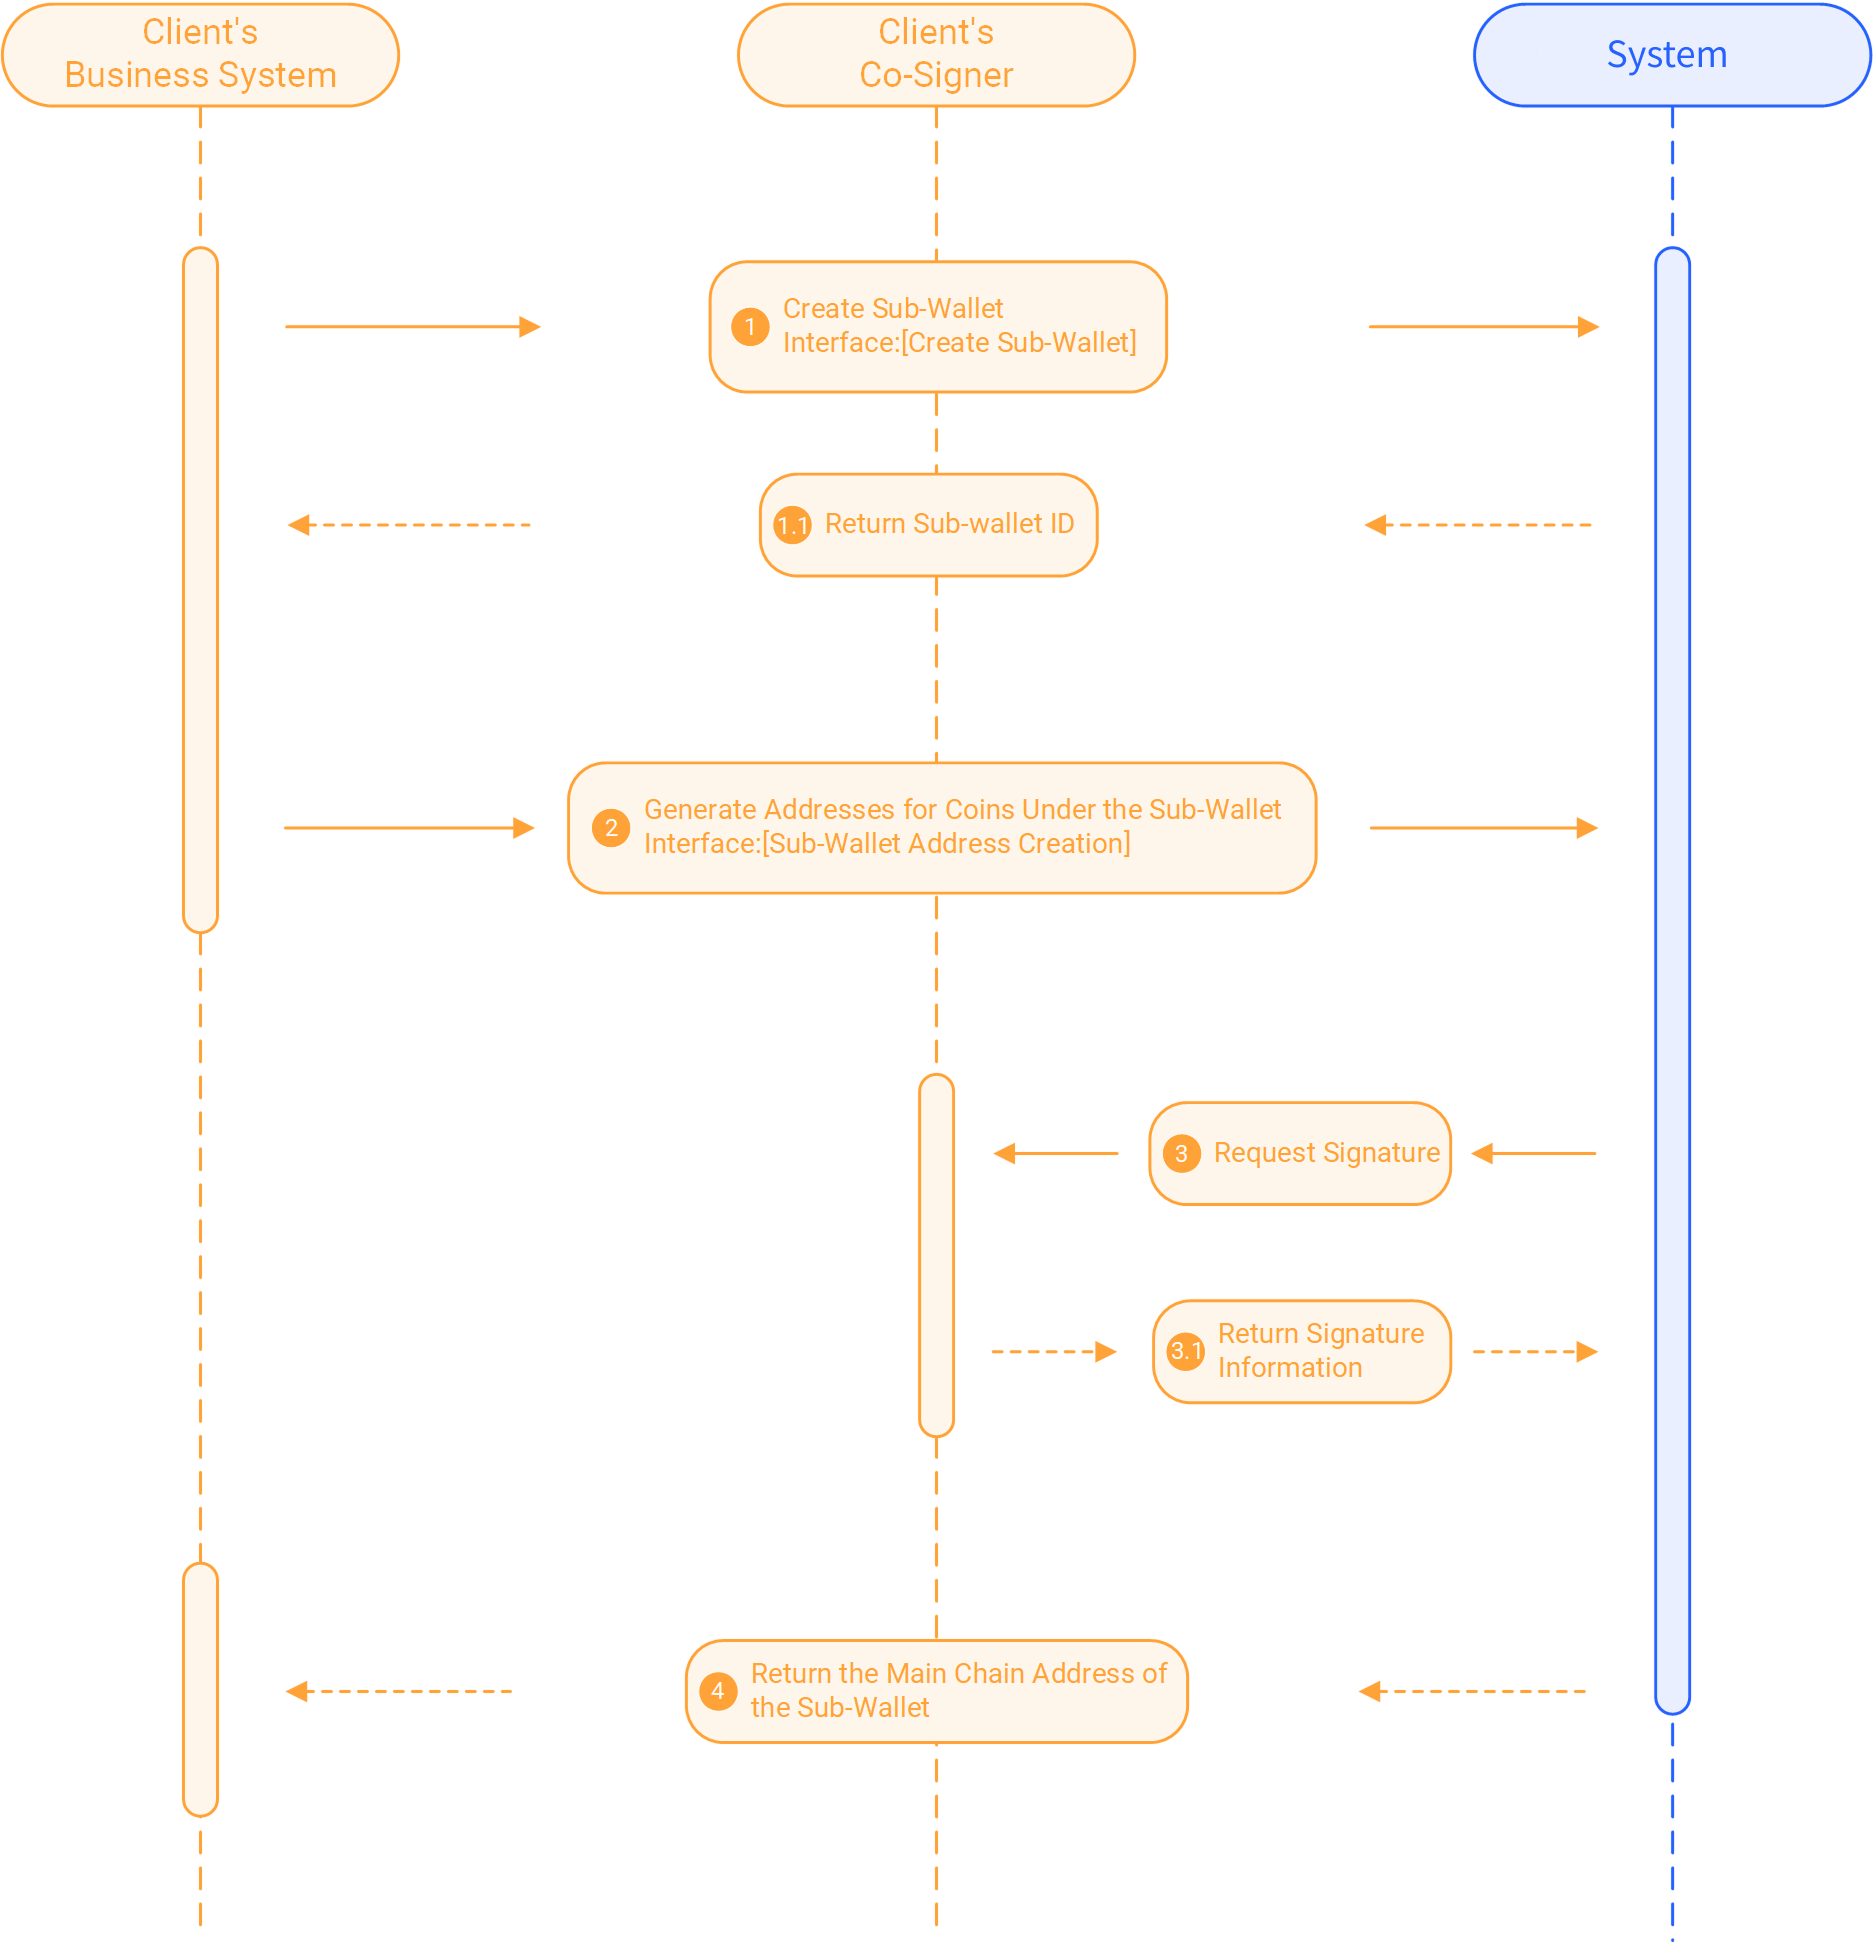 Client's
Business System
Client's
Co-Signer
System
1
Create Sub-Wallet
Interface:[Create Sub-Wallet]
1.1
Return Sub-wallet ID
2
Generate Addresses for Coins Under the Sub-Wallet
Interface:[Sub-Wallet Address Creation]
3
Request Signature
3.1
Return Signature
Information
4
Return the Main Chain Address of
the Sub-Wallet